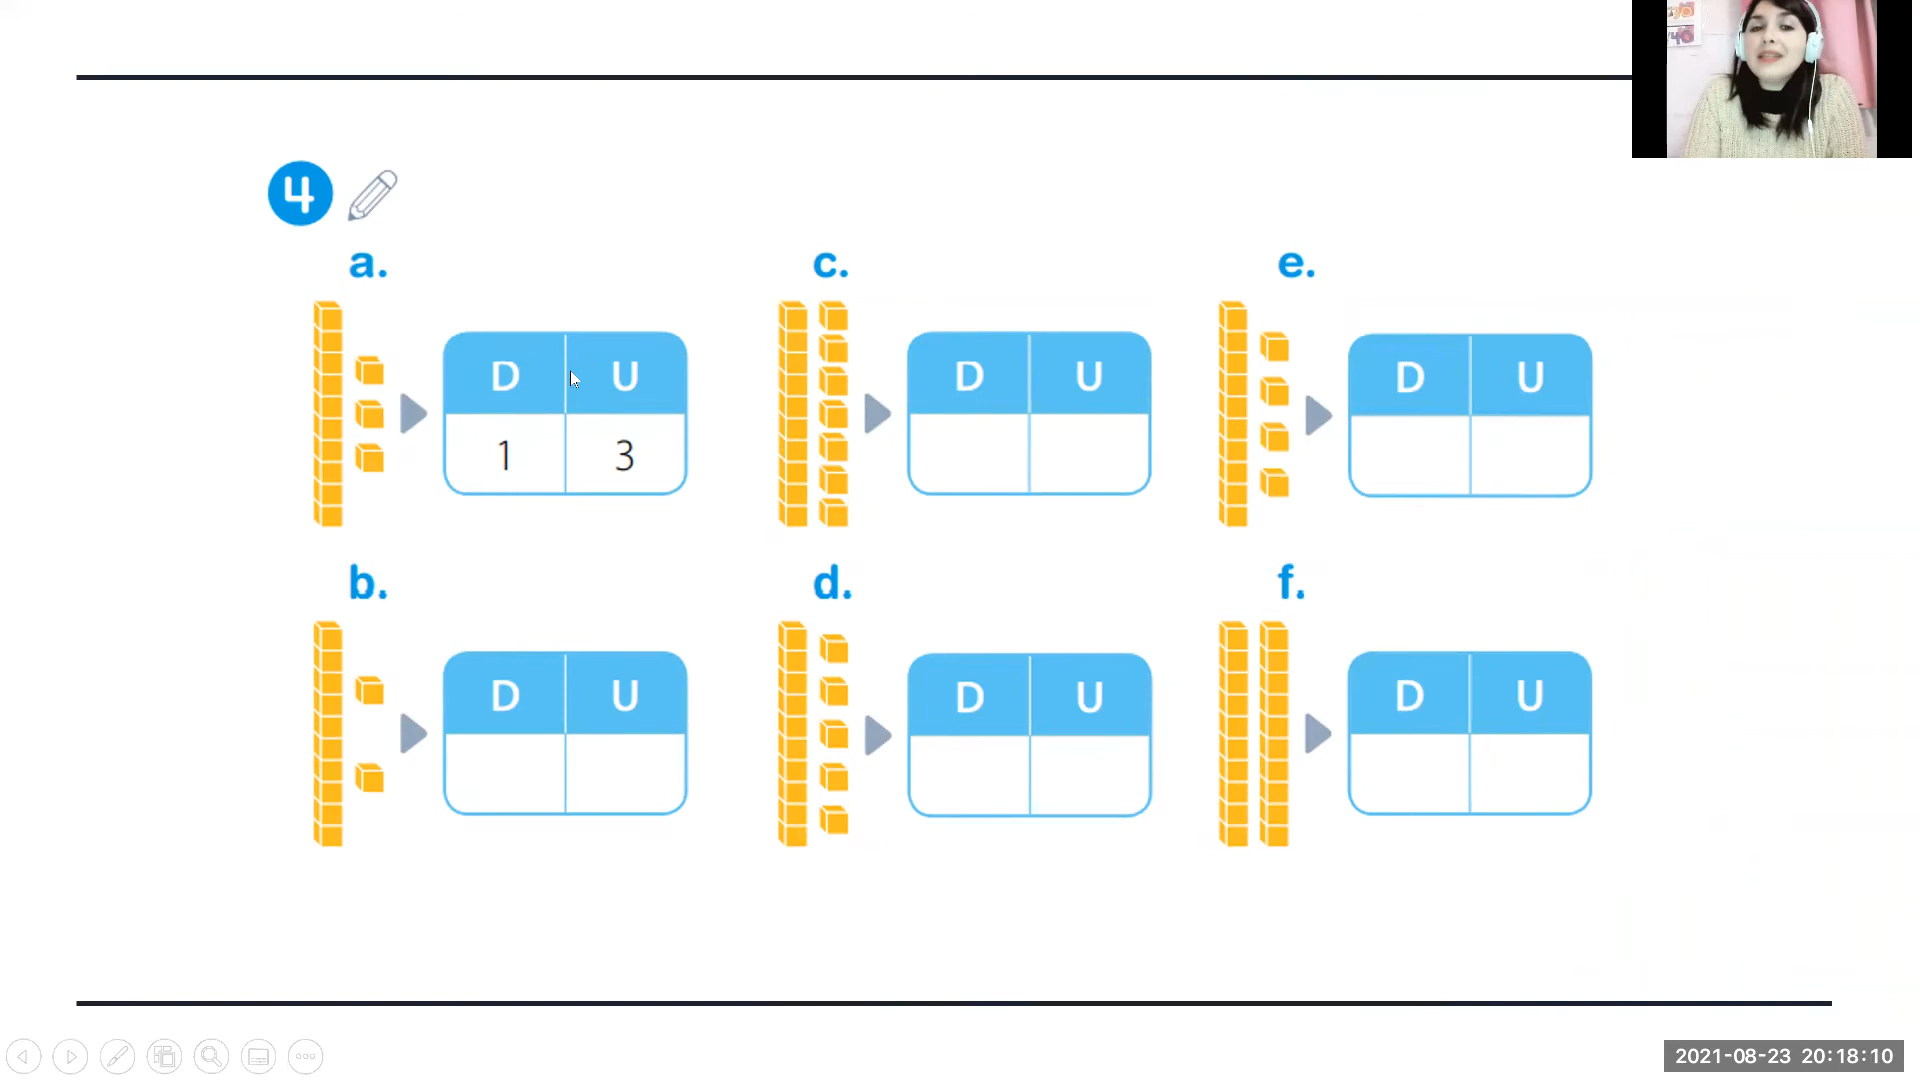 4
a. c. e.
D U D U D U
1 3
b. d. f.
D U D U D U
2021-08-23 20:18:10